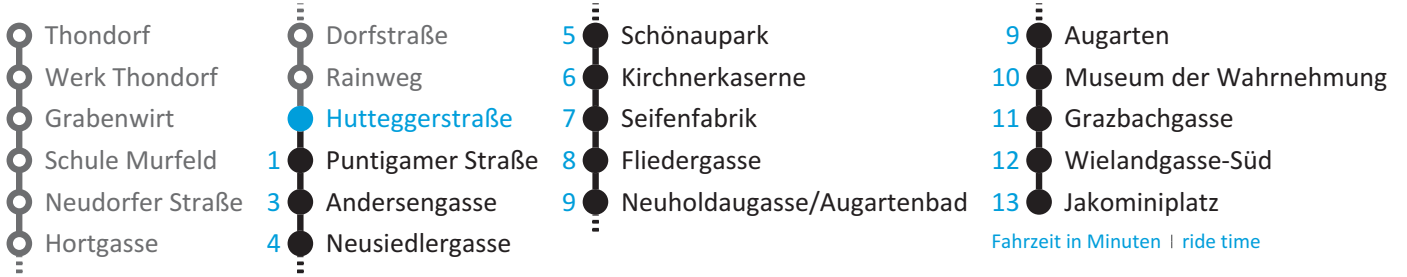 Thondorf
Werk Thondorf
Grabenwirt
Schule Murfeld
Neudorfer Straße
Hortgasse
Dorfstraße
Rainweg
Hutteggerstraße
1 Puntigamer Straße
3 Andersengasse
4 Neusiedlergasse
5 Schönaupark
6 Kirchnerkaserne
7 Seifenfabrik
8 Fliedergasse
9 Neuholdaugasse/Augartenbad
9 Augarten
10 Museum der Wahrnehmung
11 Grazbachgasse
12 Wielandgasse-Süd
13 Jakominiplatz
Fahrzeit in Minuten | ride time